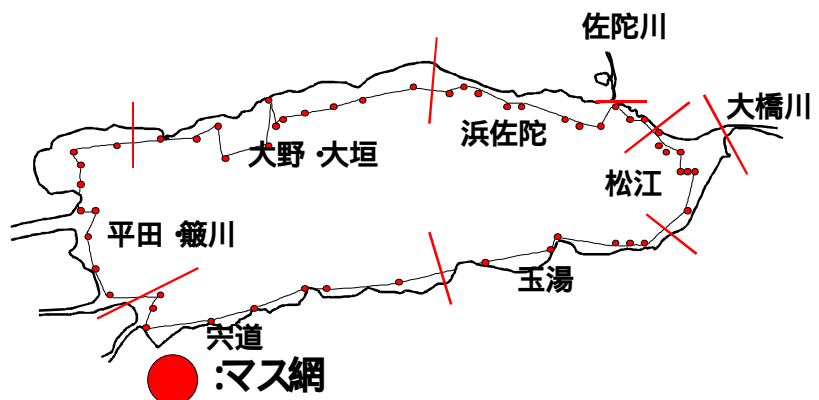 佐陀川
大橋川
浜佐陀
大野・大垣
松江
平田・簸川
玉湯
宍道
:マス網